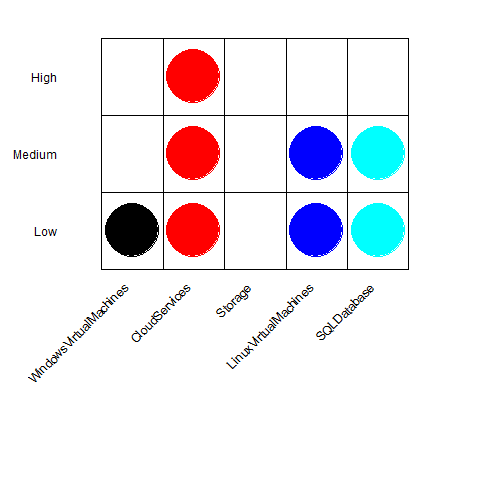 High
Medium
Low
WindowsVirtualMachines
CloudServices
Storage
LinuxVirtualMachines
SQLDatabase